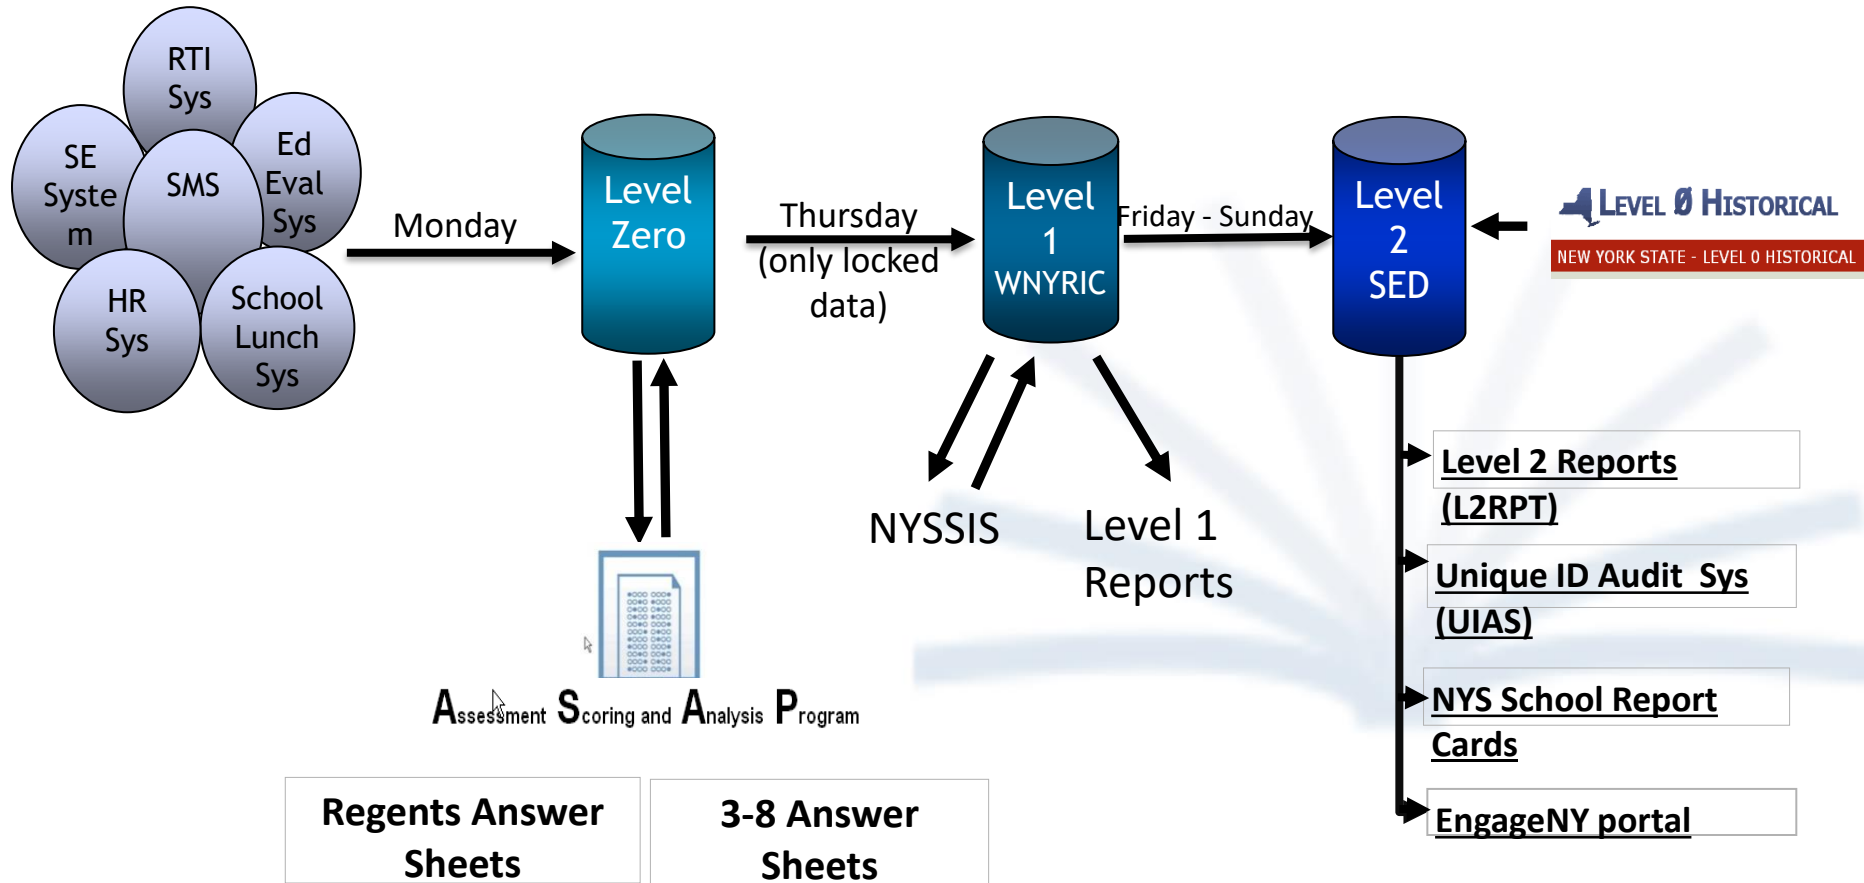 RTI
Sys
SE
Syste
m
SMS
Ed
Eval
Sys
HR
Sys
School
Lunch
Sys
Monday
Level
Zero
Thursday
(only locked
data)
Level
1
WNYRIC
Friday - Sunday
Level
2
SED
LEVEL Ø HISTORICAL
NEW YORK STATE - LEVEL 0 HISTORICAL
NYSSIS
Level 1
Reports
Level 2 Reports
(L2RPT)
Unique ID Audit Sys
(UIAS)
NYS School Report
Cards
EngageNY portal
Assessment Scoring and Analysis Program
Regents Answer
Sheets
3-8 Answer
Sheets